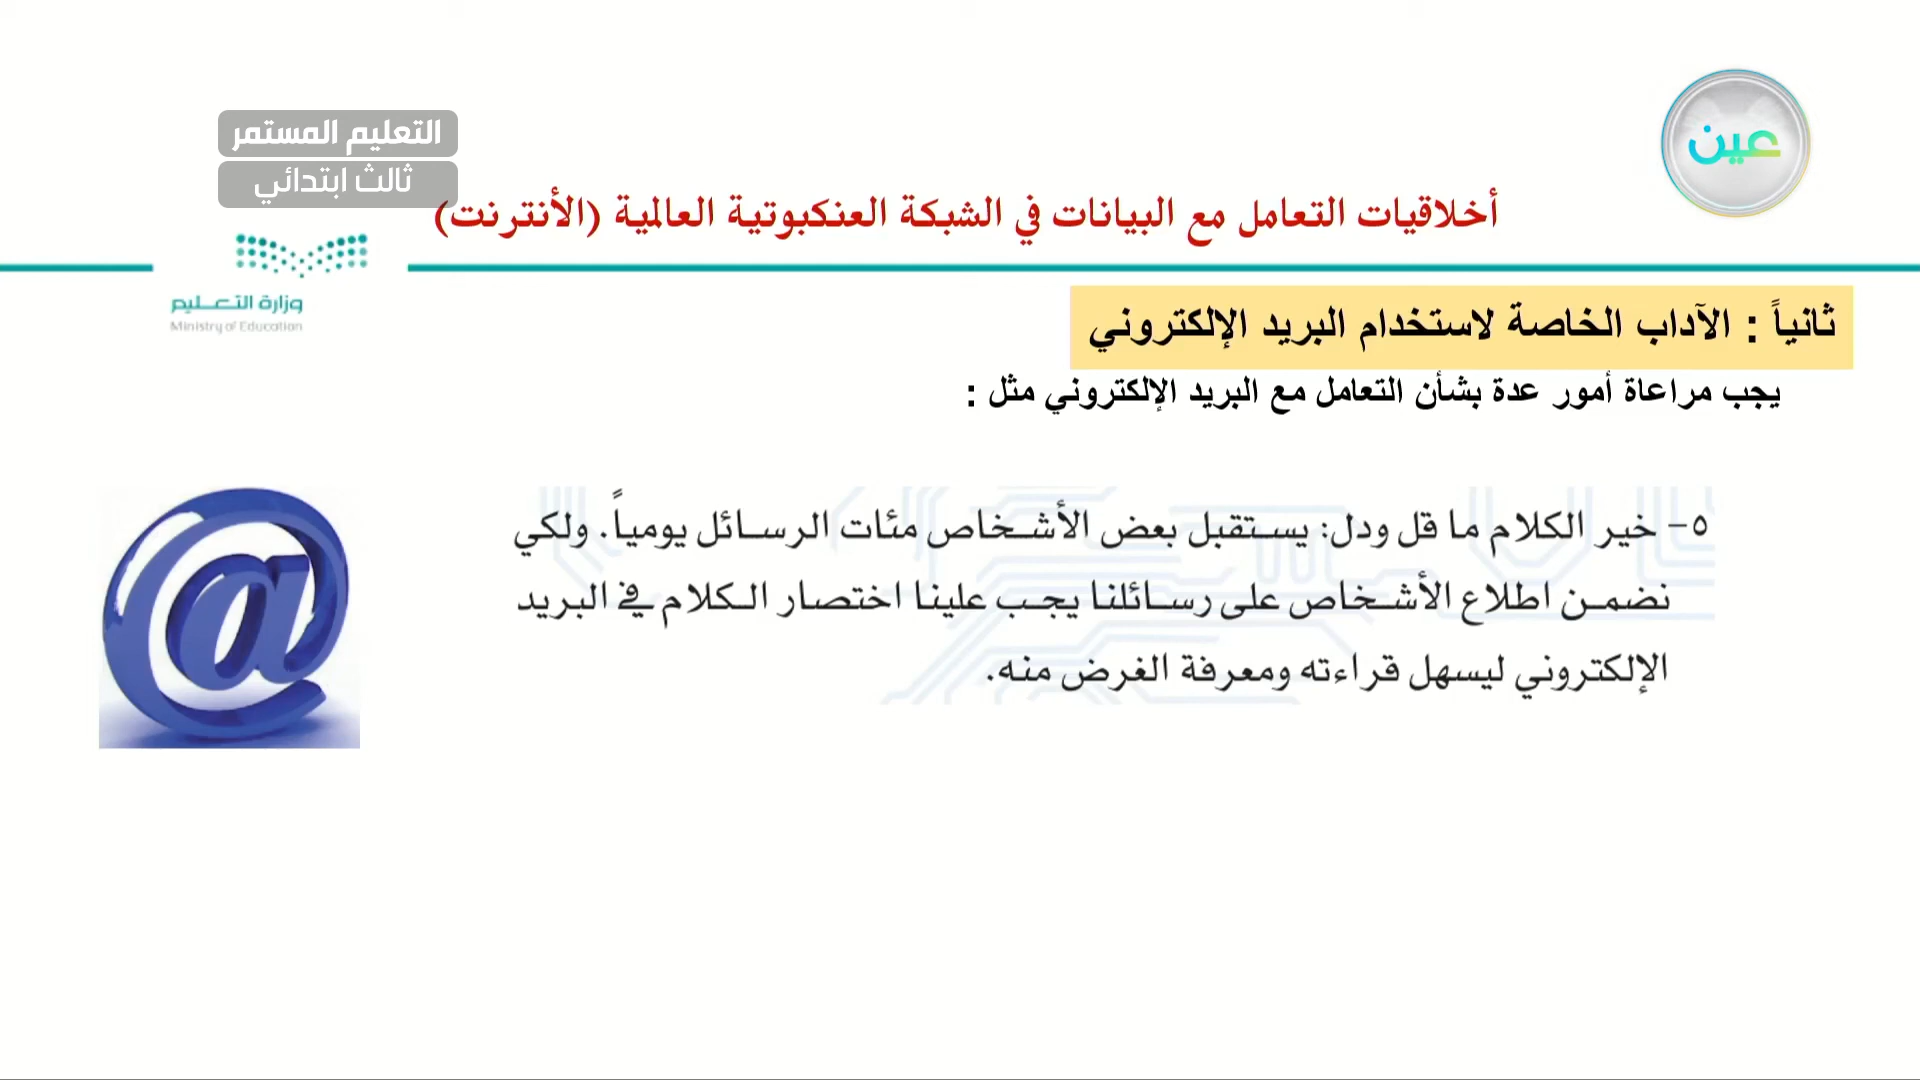 عين
التعليم المستمر
ثالث ابتدائي
أخلاقيات التعامل مع البيانات في الشبكة العنكبوتية العالمية (الأنترنت)
وزارة التعـــليم
Ministry of Education
ثانياً : الآداب الخاصة لاستخدام البريد الإلكتروني
يجب مراعاة أمور عدة بشأن التعامل مع البريد الإلكتروني مثل :
٥- خير الكلام ما قل ودل: يستقبل بعض الأشخاص مئات الرسائل يومياً. ولكي
نضمن اطلاع الأشخاص على رسائلنا يجب علينا اختصار الكلام في البريد
الإلكتروني ليسهل قراءته ومعرفة الغرض منه.
@